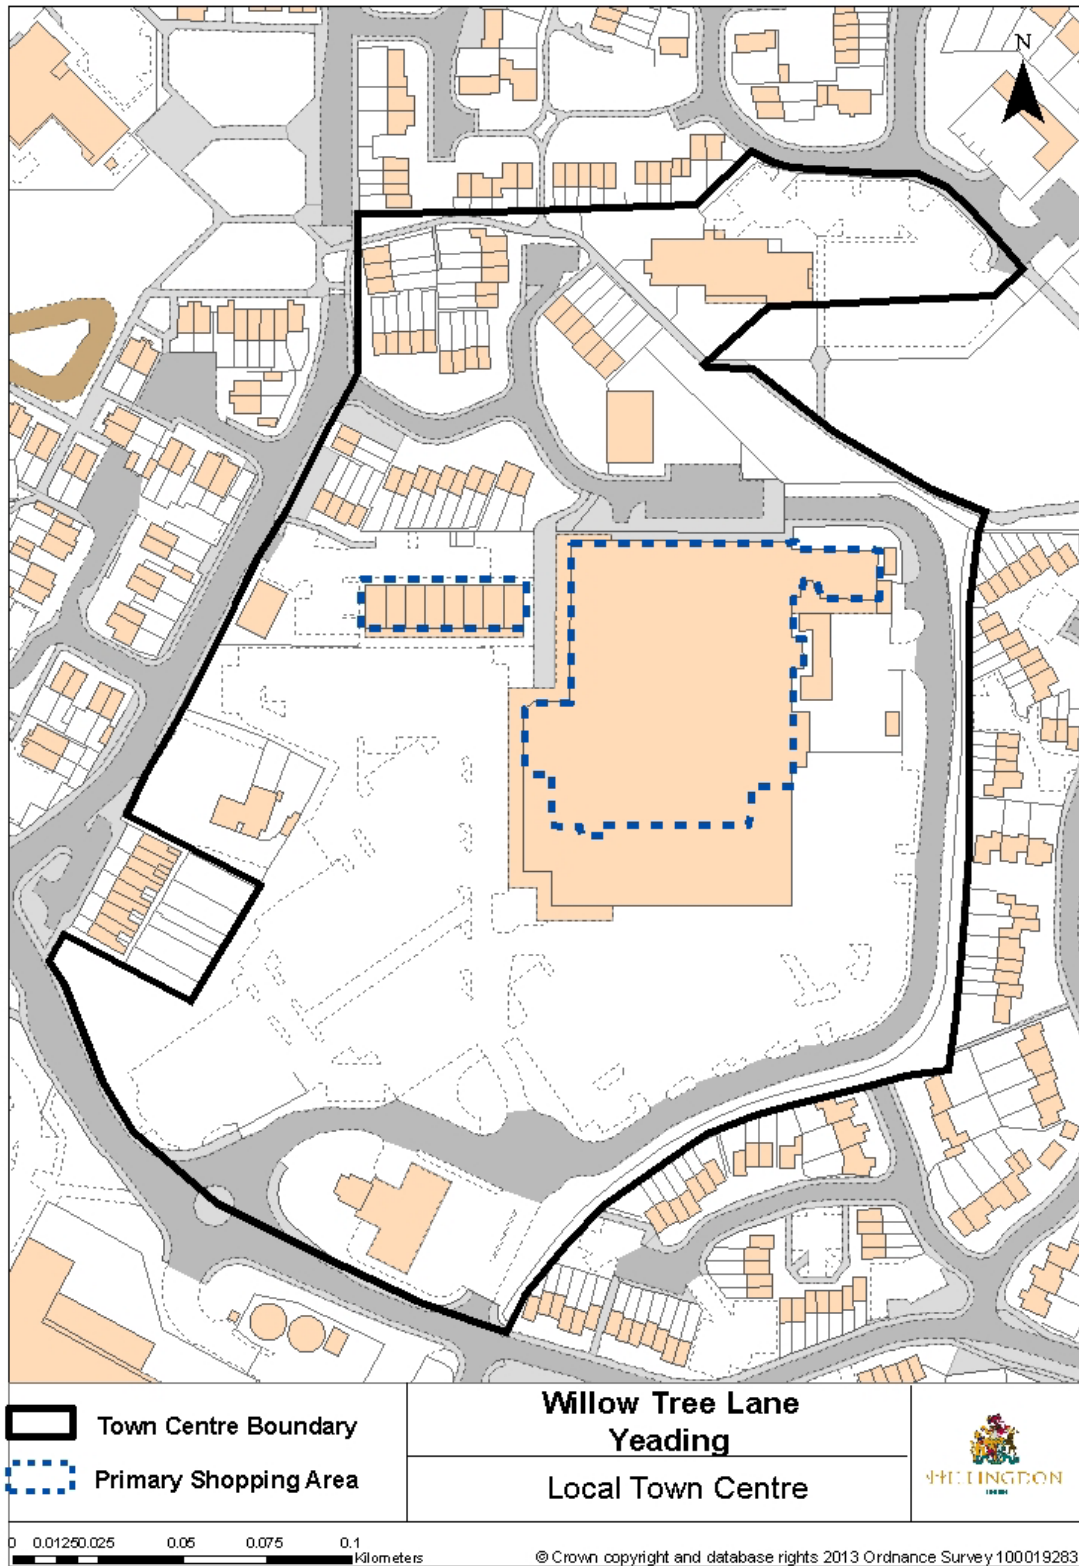 N
Town Centre Boundary
Primary Shopping Area
Willow Tree Lane
Yeading
Local Town Centre
HILLINGDON
0 0.01250.025 0.05 0.075 0.1
Kilometers
© Crown copyright and database rights 2013 Ordnance Survey 100019283